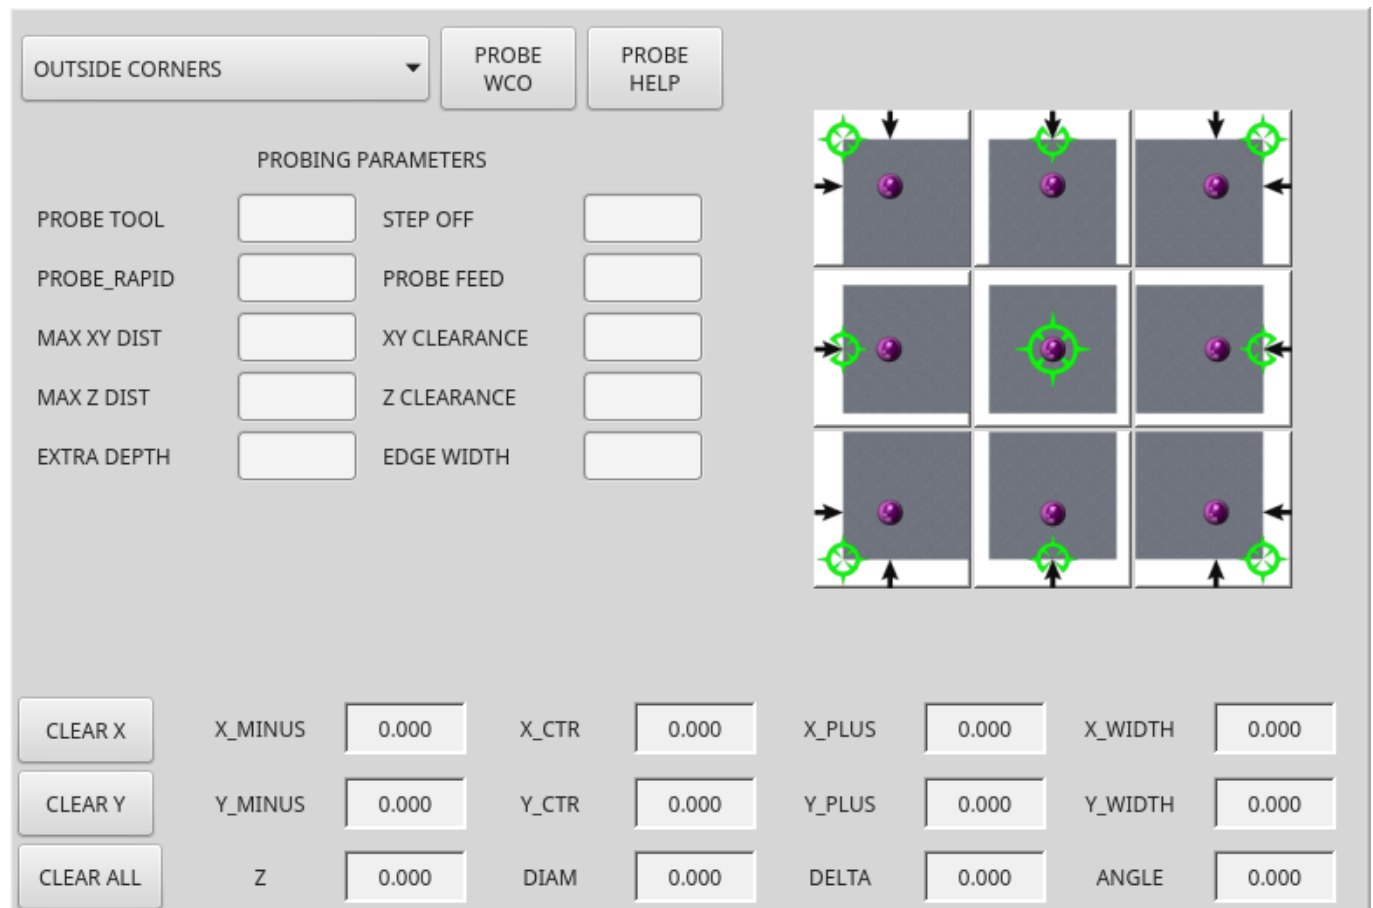 OUTSIDE CORNERS
PROBE
WCO
PROBE
HELP
PROBING PARAMETERS
PROBE TOOL
STEP OFF
PROBE_RAPID
PROBE FEED
MAX XY DIST
XY CLEARANCE
MAX Z DIST
Z CLEARANCE
EXTRA DEPTH
EDGE WIDTH
CLEAR X
X_MINUS
0.000
X_CTR
0.000
X_PLUS
0.000
X_WIDTH
0.000
CLEAR Y
Y_MINUS
0.000
Y_CTR
0.000
Y_PLUS
0.000
Y_WIDTH
0.000
CLEAR ALL
Z
0.000
DIAM
0.000
DELTA
0.000
ANGLE
0.000